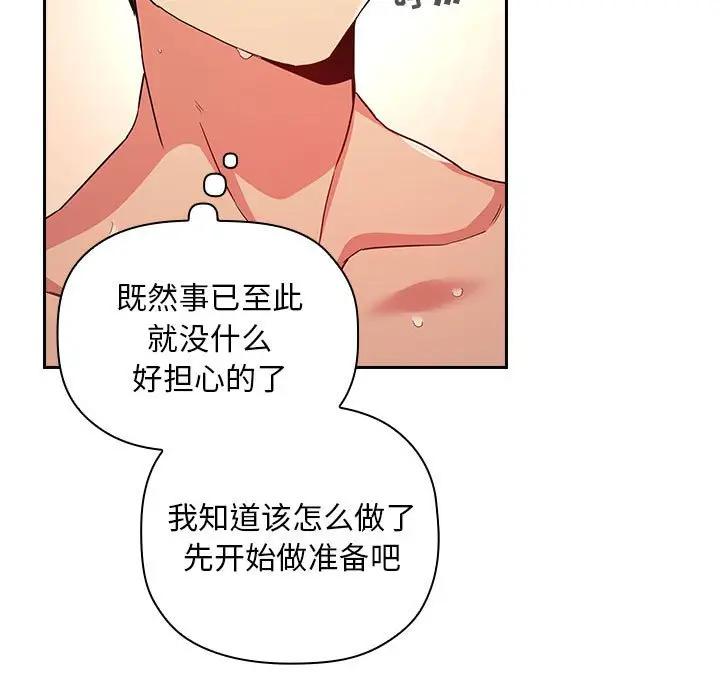 既然事已至此
就没什么
好担心的了
我知道该怎么做了
先开始做准备吧